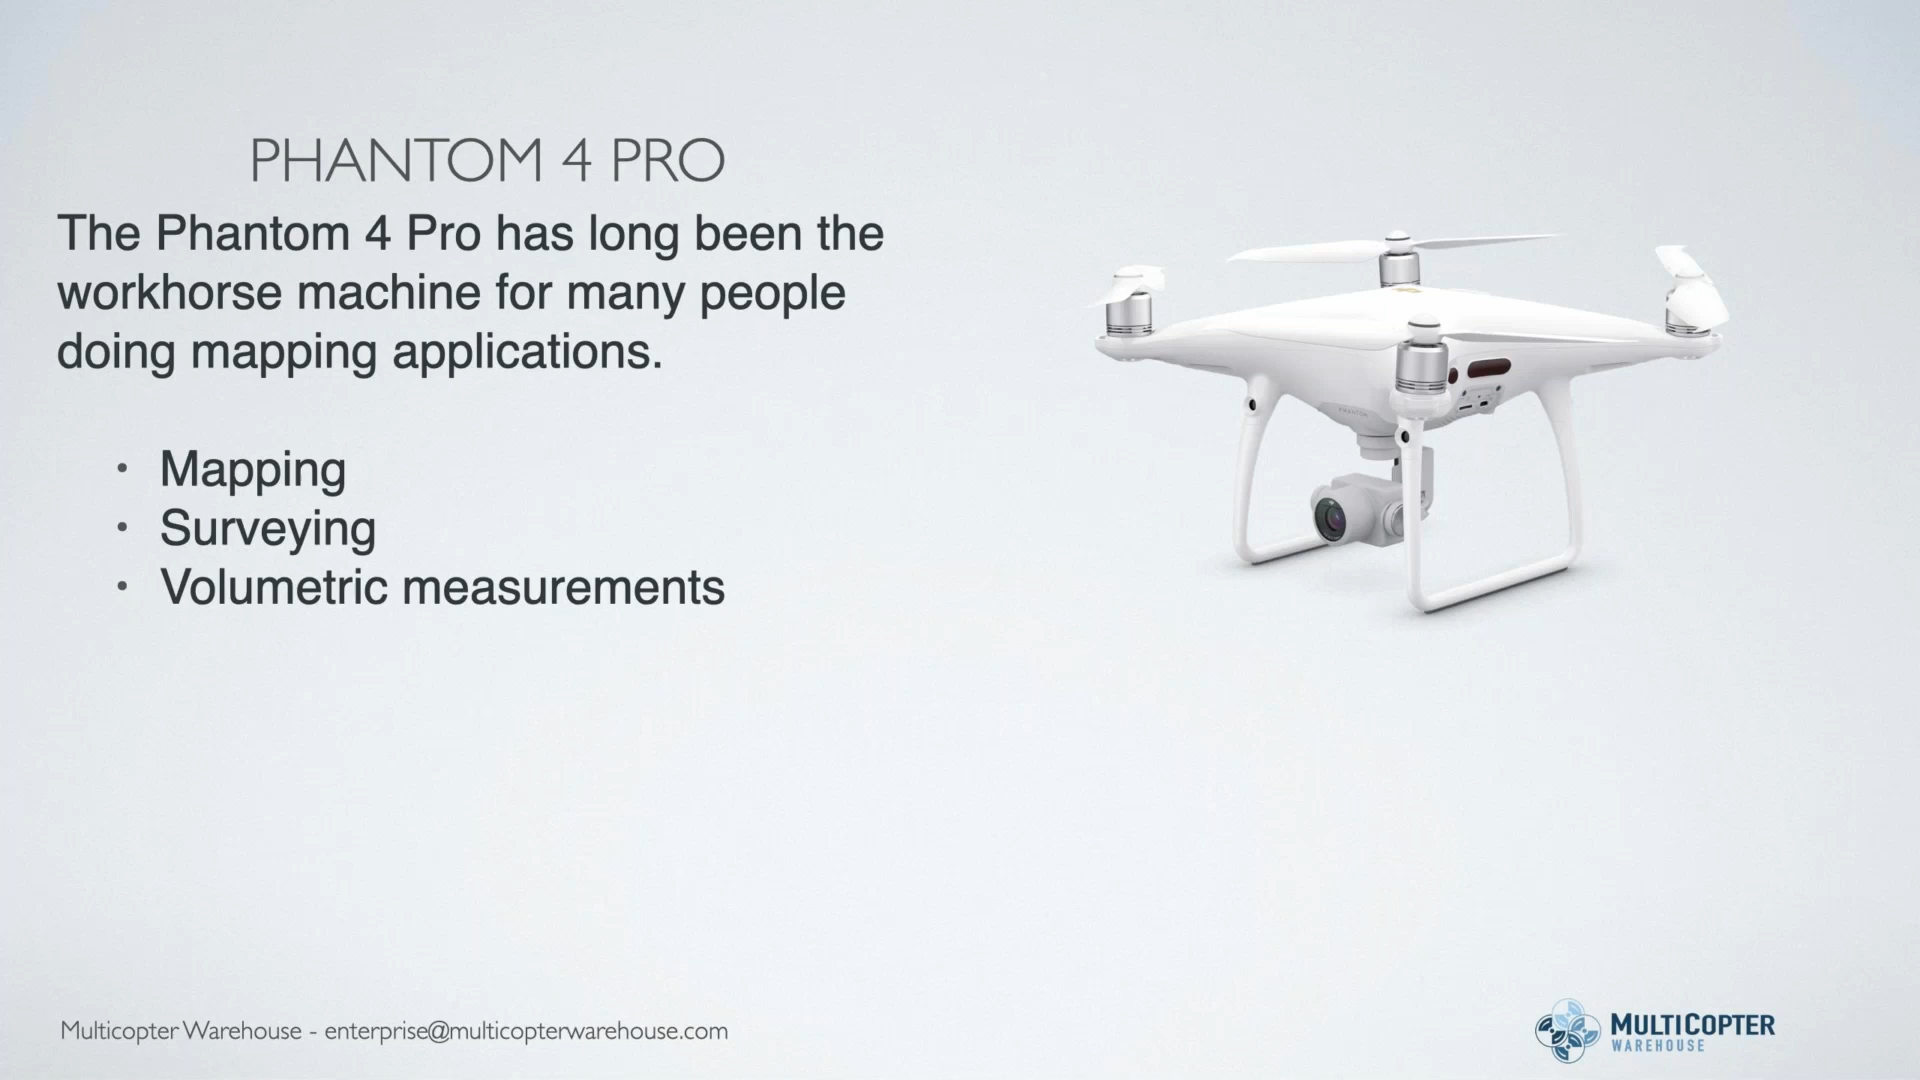 PHANTOM 4 PRO
The Phantom 4 Pro has long been the
workhorse machine for many people
doing mapping applications.
• Mapping
• Surveying
• Volumetric measurements
PHANTOM
Multicopter Warehouse - enterprise@multicopterwarehouse.com
MULTICOPTER
WAREHOUSE